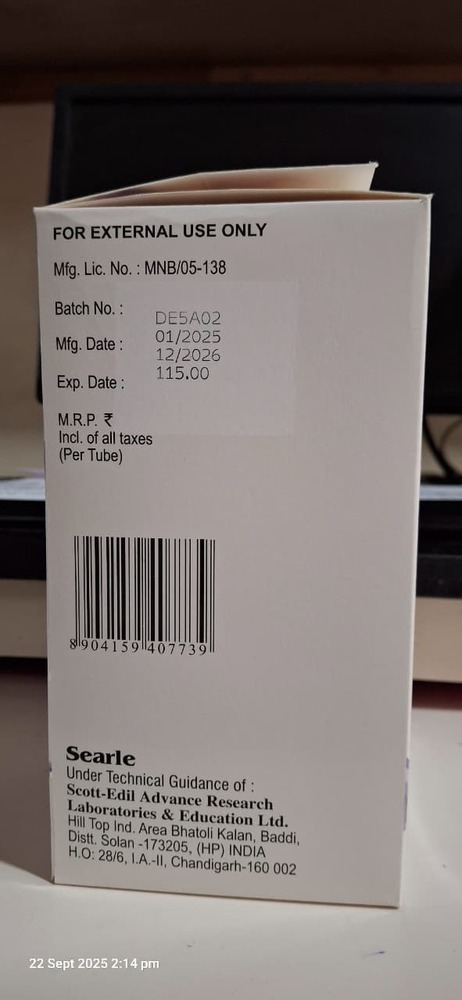 FOR EXTERNAL USE ONLY
Mfg. Lic. No. : MNB/05-138
Batch No. :
DE5A02
Mfg. Date :
01/2025
12/2026
Exp. Date :
115.00
M.R.P. ₹
Incl. of all taxes
(Per Tube)
8 904159 407739
Searle
Under Technical Guidance of :
Scott-Edil Advance Research
Laboratories & Education Ltd.
Hill Top Ind. Area Bhatoli Kalan, Baddi,
Distt. Solan -173205, (HP) INDIA
H.O: 28/6, I.A.-II, Chandigarh-160 002
22 Sept 2025 2:14 pm